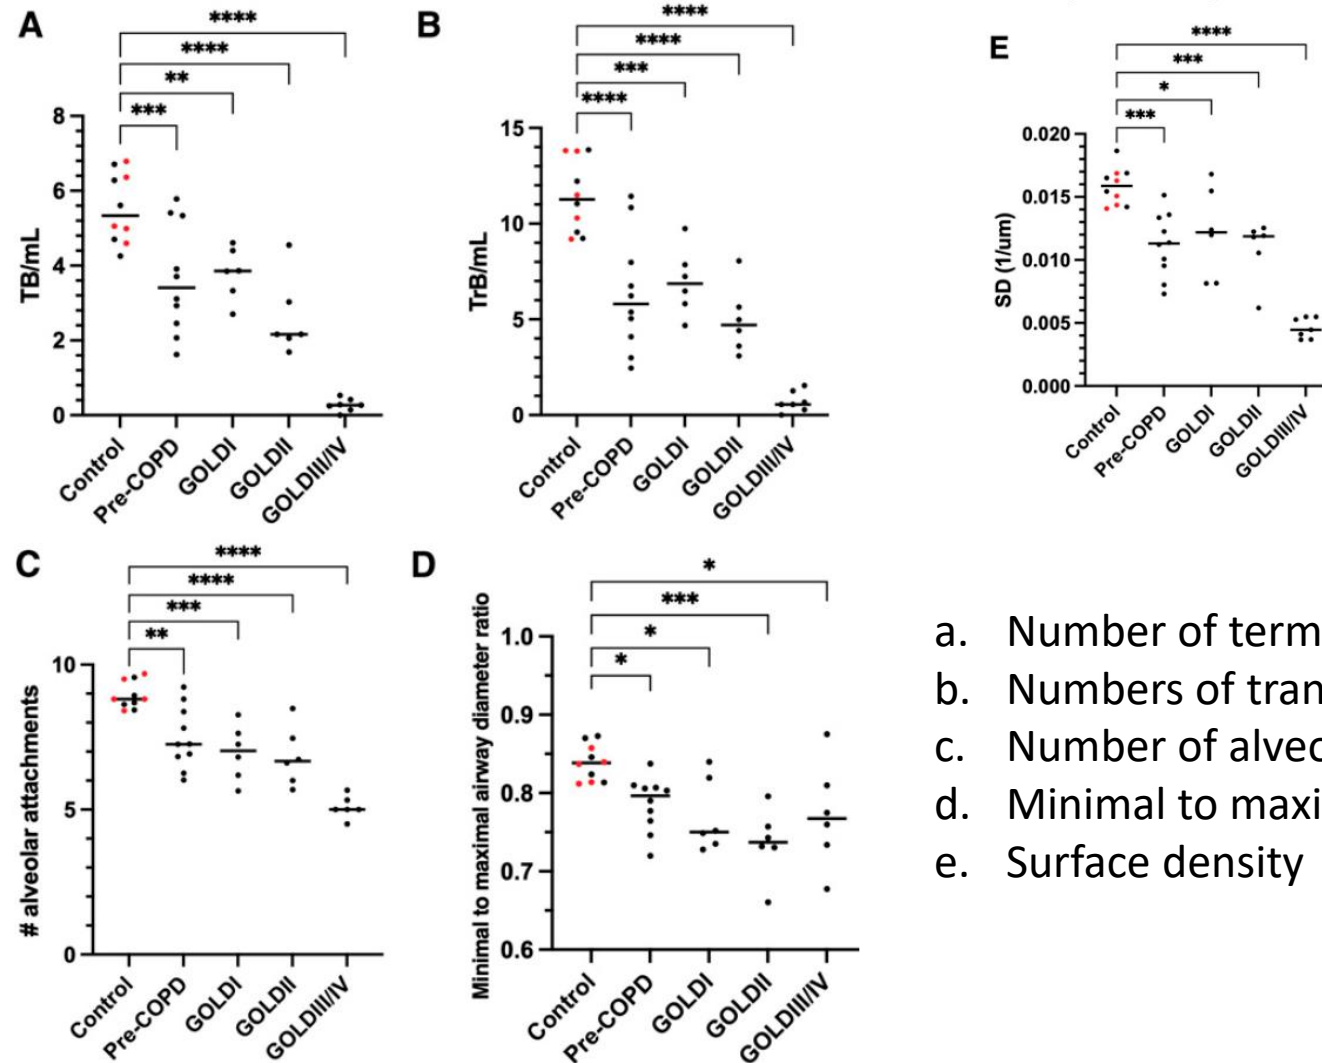 A
****
****
**
***
8
6
4
2
0
TB/mL
Control
Pre-COPD
GOLDI
GOLDII
GOLDIII/IV
B
****
****
***
****
15
10
5
0
TrB/mL
Control
Pre-COPD
GOLDI
GOLDII
GOLDIII/IV
E
****
***
*
***
0.020
0.015
0.010
0.005
0.000
SD (1/um)
Control
Pre-COPD
GOLDI
GOLDII
GOLDIII/IV
C
****
****
***
**
10
5
0
# alveolar attachments
Control
Pre-COPD
GOLDI
GOLDII
GOLDIII/IV
D
*
***
*
*
1.0
0.9
0.8
0.7
0.6
Minimal to maximal airway diameter ratio
Control
Pre-COPD
GOLDI
GOLDII
GOLDIII/IV
a. Number of
b. Numbers of
c. Number of
d. Minimal to
e. Surface density